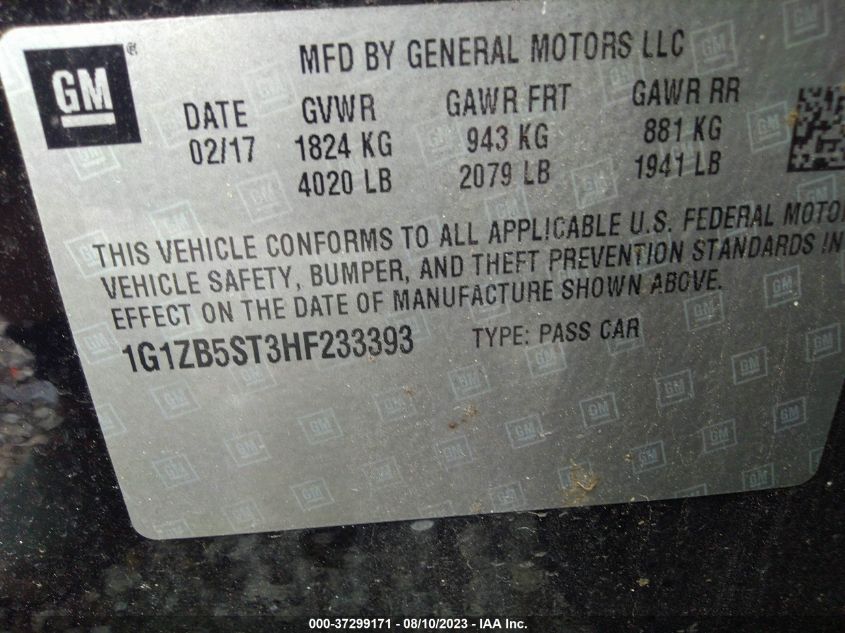 GM
MFD BY GENERAL MOTORS LLC
DATE GVWR GAWR FRT GAWR RR
02/17 1824 KG 943 KG 881 KG
4020 LB 2079 LB 1941 LB
THIS VEHICLE CONFORMS TO ALL APPLICABLE U.S. FEDERAL MOTO
VEHICLE SAFETY, BUMPER, AND THEFT PREVENTION STANDARDS IN
EFFECT ON THE DATE OF MANUFACTURE SHOWN ABOVE.
1G1ZB5ST3HF233393 TYPE: PASS CAR
000-37299171 - 08/10/2023 - IAA Inc.